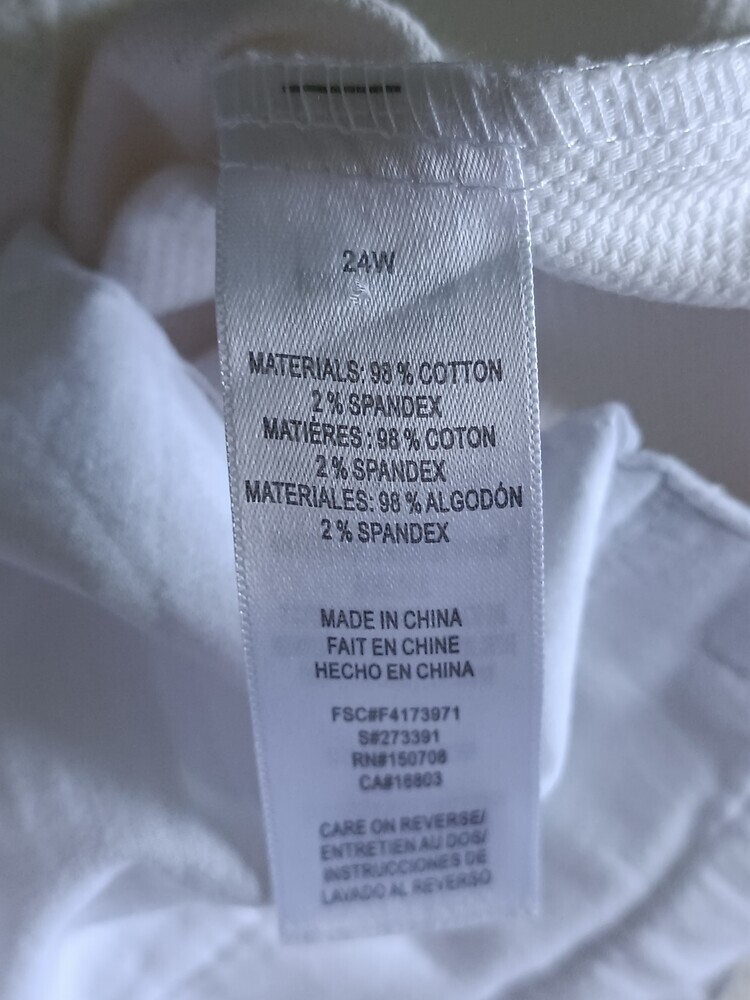 24W
MATERIALS: 98 % COTTON
2 % SPANDEX
MATIÈRES : 98 % COTON
2 % SPANDEX
MATERIALES: 98 % ALGODÓN
2 % SPANDEX
MADE IN CHINA
FAIT EN CHINE
HECHO EN CHINA
FSC#F4173971
S#273391
RN#150708
CA#16803
CARE ON REVERSE/
ENTRETIEN AU DOS/
INSTRUCCIONES DE
LAVADO AL REVERSO